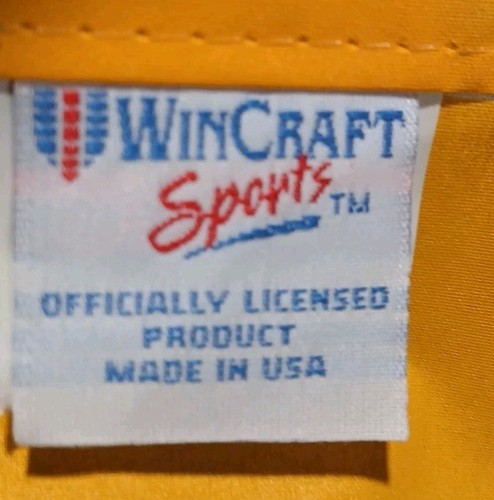 WINCRAFT
Sports TM
OFFICIALLY LICENSED
PRODUCT
MADE IN USA